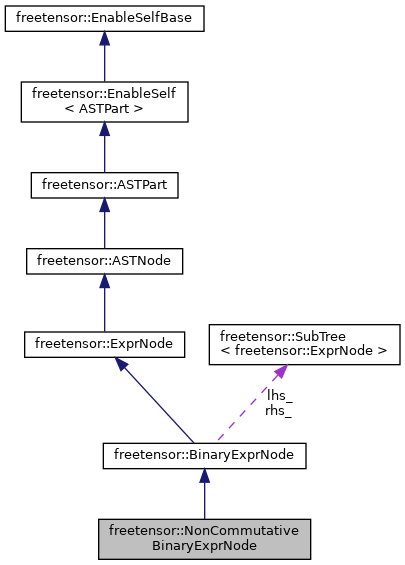 freetensor::EnableSelfBase
freetensor::EnableSelf
< ASTPart >
freetensor::ASTPart
freetensor::ASTNode
freetensor::ExprNode
freetensor::SubTree
< freetensor::ExprNode >
lhs_
rhs_
freetensor::BinaryExprNode
freetensor::NonCommutative
BinaryExprNode